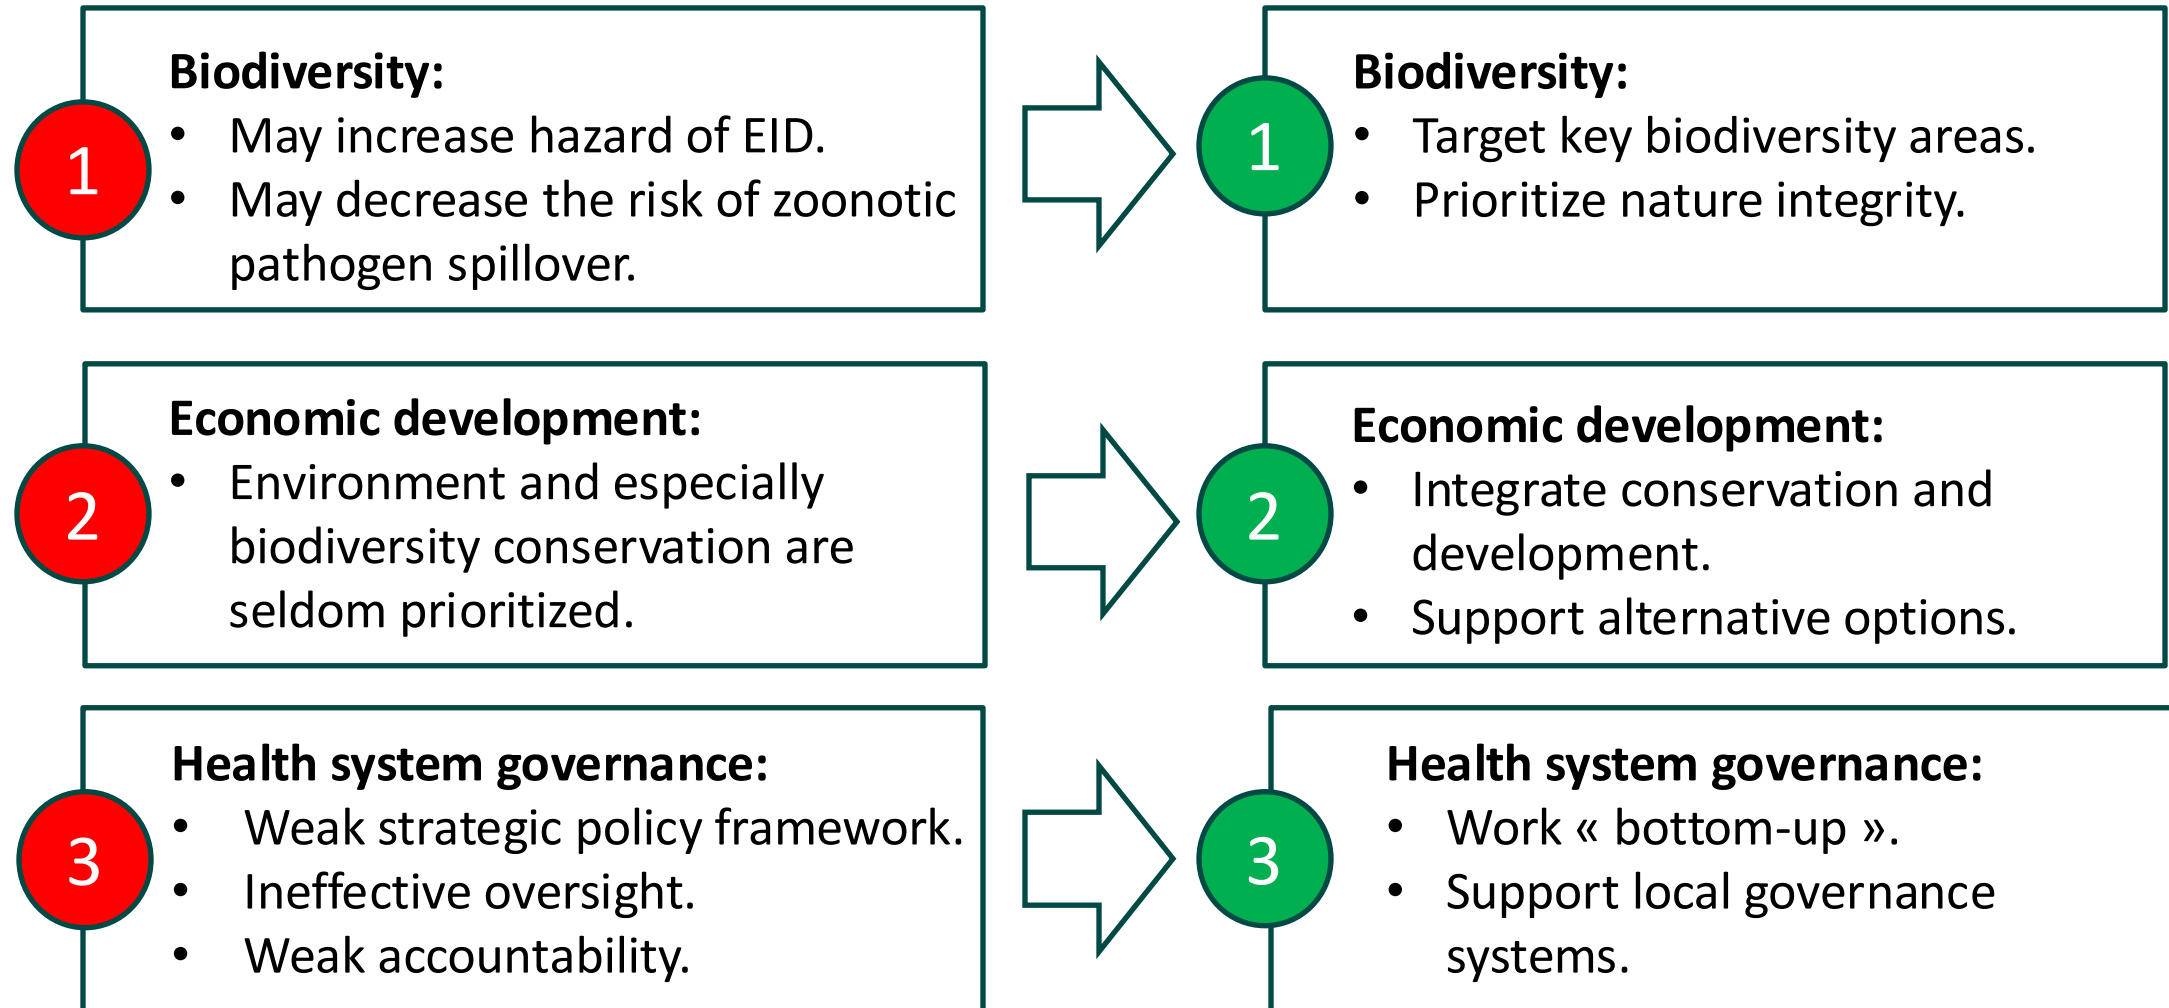 1
Biodiversity:
• May increase hazard of EID.
• May decrease the risk of zoonotic
pathogen spillover.
1
Biodiversity:
• Target key biodiversity areas.
• Prioritize nature integrity.
2
Economic development:
• Environment and especially
biodiversity conservation are
seldom prioritized.
2
Economic development:
• Integrate conservation and
development.
• Support alternative options.
3
Health system governance:
• Weak strategic policy framework.
• Ineffective oversight.
• Weak accountability.
3
Health system governance:
• Work « bottom-up ».
• Support local governance
systems.